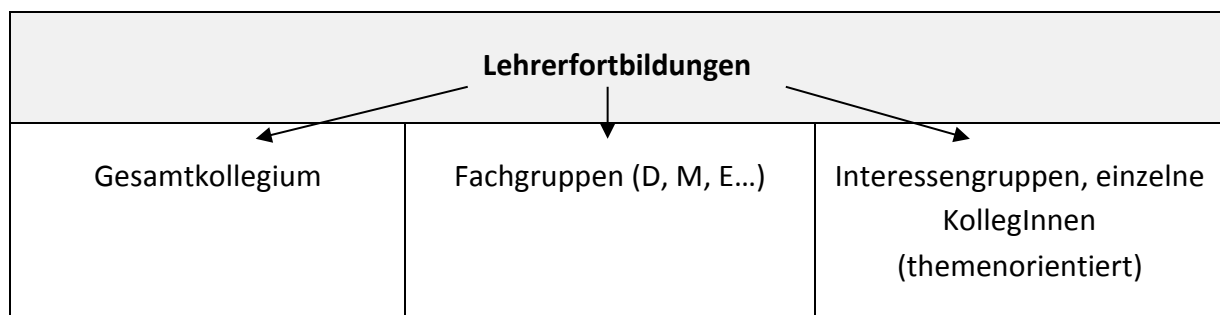 Lehrerfortbildungen
Gesamtkollegium
Fachgruppen (D, M, E…)
Interessengruppen, einzelne
KollegInnen
(themenorientiert)